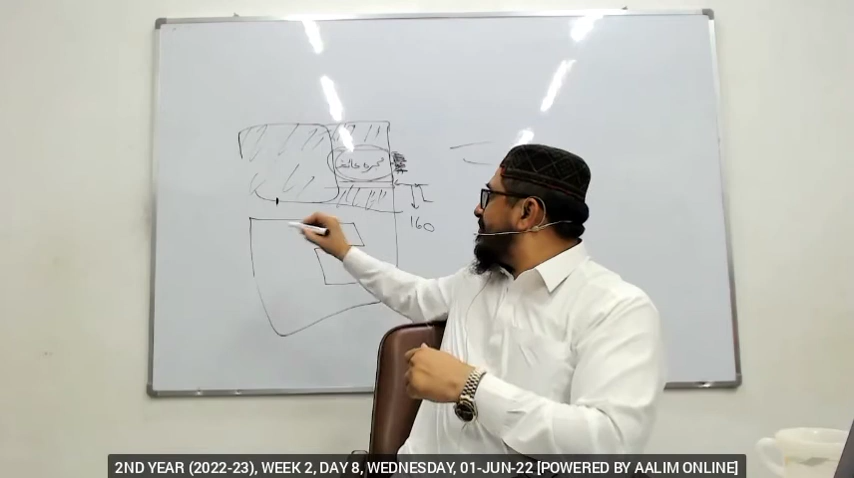 160
2ND YEAR (2022-23), WEEK 2, DAY 8, WEDNESDAY, 01-JUN-22 [POWERED BY AALIM ONLINE]